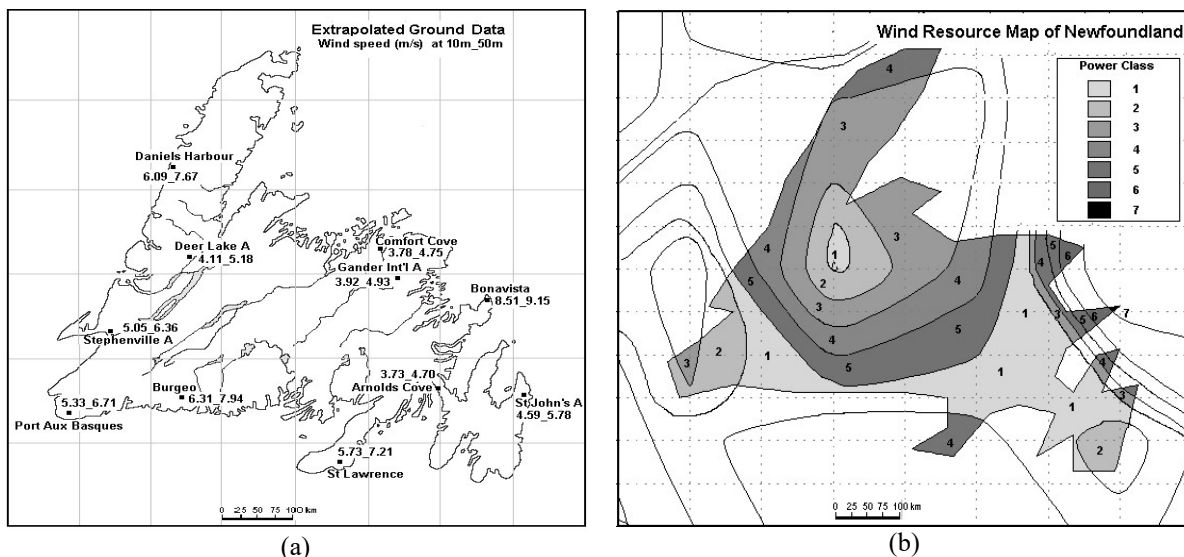 Extrapolated Ground Data
Wind speed (m/s) at 10m_50m
Daniels Harbour
6.09_7.67
Deer Lake A
4.11_5.18
Comfort Cove
3.78_4.75
Gander Int'l A
3.92_4.93
Bonavista
8.51_9.15
5.05_6.36
Stephenville A
3.73_4.70
Arnolds Cove
Burgeo
6.31_7.94
St John's A
4.59_5.78
5.33_6.71
Port Aux Basques
5.73_7.21
St Lawrence
0 25 50 75 100 km
(a)
Wind Resource Map of Newfoundland
Power Class
1
2
3
4
5
6
7
4
3
3
1
2
3
4
5
4
4
5
5
1
1
2
3
1
4
5
6
3
5
6
7
4
3
1
2
4
0 25 50 75 100 km
(b)